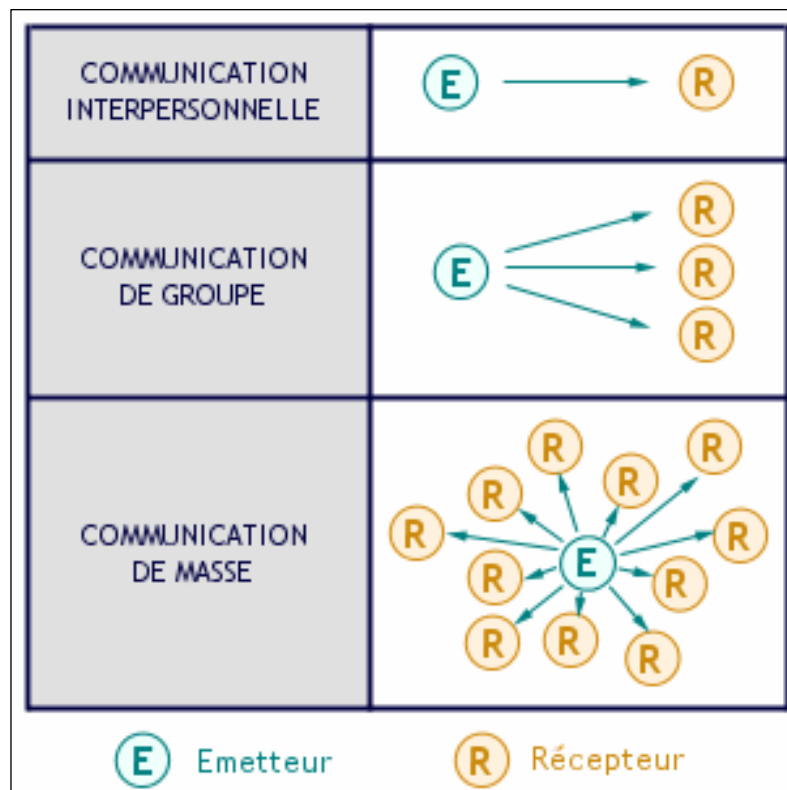 COMMUNICATION
INTERPERSONNELLE
E R
COMMUNICATION
DE GROUPE
E
R
R
R
COMMUNICATION
DE MASSE
R
R
R
R
R
R
E
R
R
R
R
R
E Emetteur
R Récepteur